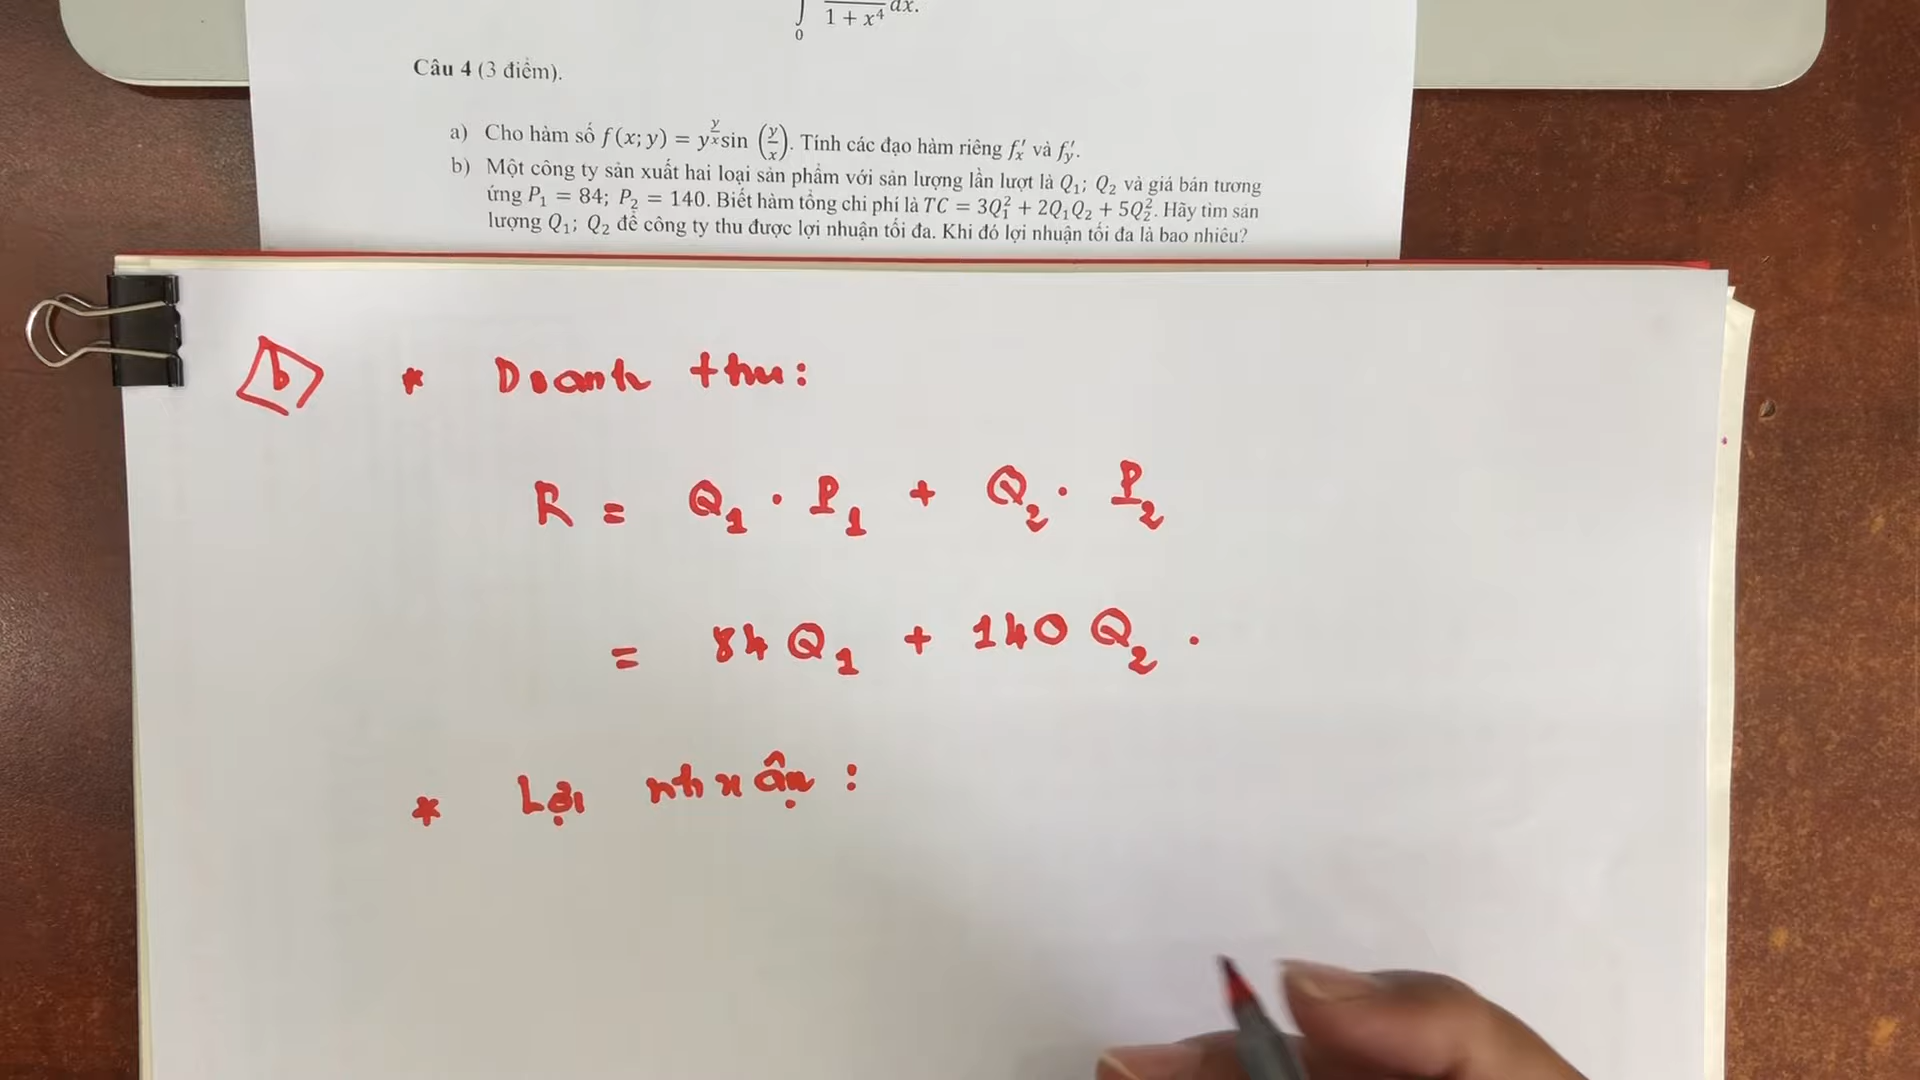 ∫₀ 1 + x⁴ dx.
Câu 4 (3 điểm).
a) Cho hàm số f(x; y) = y^(y/x) sin (y/x). Tính các đạo hàm riêng f′ₓ và f′ᵧ.
b) Một công ty sản xuất hai loại sản phẩm với sản lượng lần lượt là Q₁; Q₂ và giá bán tương
ứng P₁ = 84; P₂ = 140. Biết hàm tổng chi phí là TC = 3Q₁² + 2Q₁Q₂ + 5Q₂². Hãy tìm sản
lượng Q₁; Q₂ để công ty thu được lợi nhuận tối đa. Khi đó lợi nhuận tối đa là bao nhiêu?
b * Doanh thu:
R = Q₁ . P₁ + Q₂ . P₂
= 84 Q₁ + 140 Q₂ .
* Lợi nhuận :